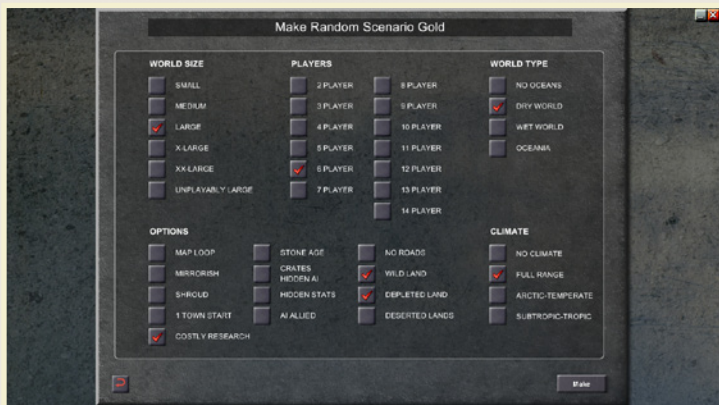 Make Random Scenario Gold
WORLD SIZE
SMALL
MEDIUM
LARGE
X-LARGE
XX-LARGE
UNPLAYABLY LARGE
PLAYERS
2 PLAYER
3 PLAYER
4 PLAYER
5 PLAYER
6 PLAYER
7 PLAYER
8 PLAYER
9 PLAYER
10 PLAYER
11 PLAYER
12 PLAYER
13 PLAYER
14 PLAYER
WORLD TYPE
NO OCEANS
DRY WORLD
WET WORLD
OCEANIA
OPTIONS
MAP LOOP
MIRRORISH
SHROUD
1 TOWN START
COSTLY RESEARCH
STONE AGE
CRATES
HIDDEN AI
HIDDEN STATS
AI ALLIED
NO ROADS
WILD LAND
DEPLETED LAND
DESERTED LANDS
CLIMATE
NO CLIMATE
FULL RANGE
ARCTIC-TEMPERATE
SUBTROPIC-TROPIC
Make